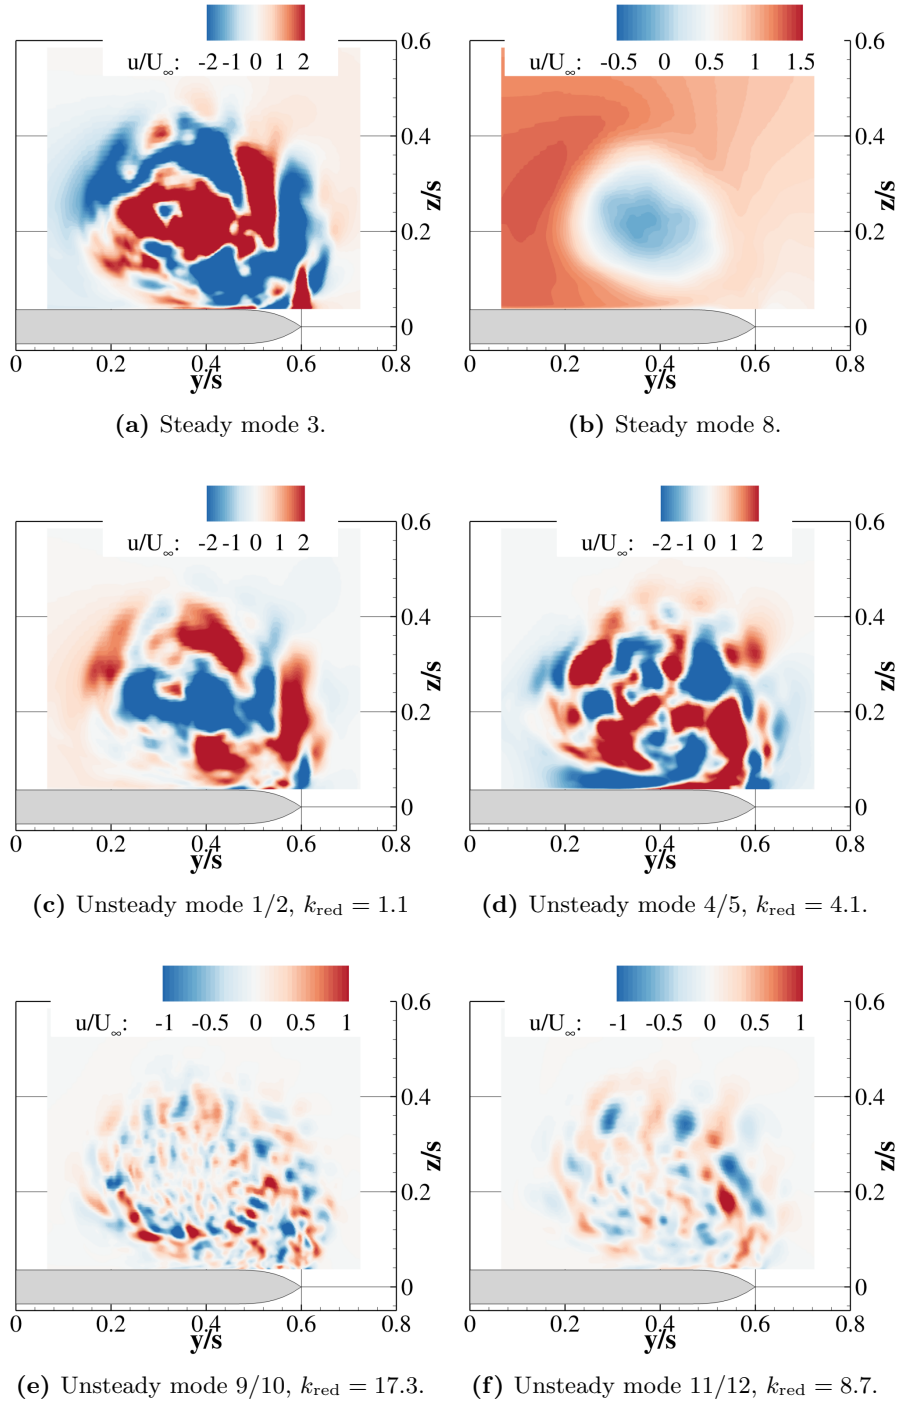 u/U∞: -2 -1 0 1 2
u/U∞: -0.5 0 0.5 1 1.5
0.6
0.4
0.2
0
z/s
0 0.2 0.4 0.6 0.8
y/s
0.6
0.4
0.2
0
z/s
0 0.2 0.4 0.6 0.8
y/s
(a) Steady mode 3.
(b) Steady mode 8.
u/U∞: -2 -1 0 1 2
u/U∞: -2 -1 0 1 2
0.6
0.4
0.2
0
z/s
0 0.2 0.4 0.6 0.8
y/s
0.6
0.4
0.2
0
z/s
0 0.2 0.4 0.6 0.8
y/s
(c) Unsteady mode 1/2, kred = 1.1
(d) Unsteady mode 4/5, kred = 4.1.
u/U∞: -1 -0.5 0 0.5 1
u/U∞: -1 -0.5 0 0.5 1
0.6
0.4
0.2
0
z/s
0 0.2 0.4 0.6 0.8
y/s
0.6
0.4
0.2
0
z/s
0 0.2 0.4 0.6 0.8
y/s
(e) Unsteady mode 9/10, kred = 17.3.
(f) Unsteady mode 11/12, kred = 8.7.